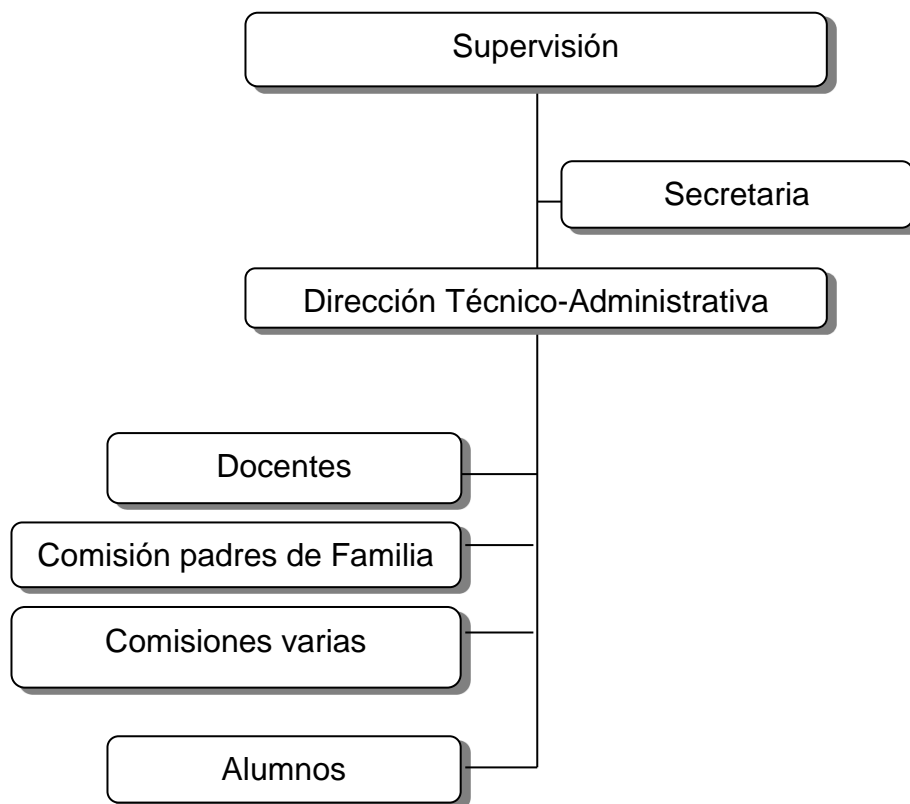 Supervisión
Secretaria
Dirección Técnico-Administrativa
Docentes
Comisión padres de Familia
Comisiones varias
Alumnos